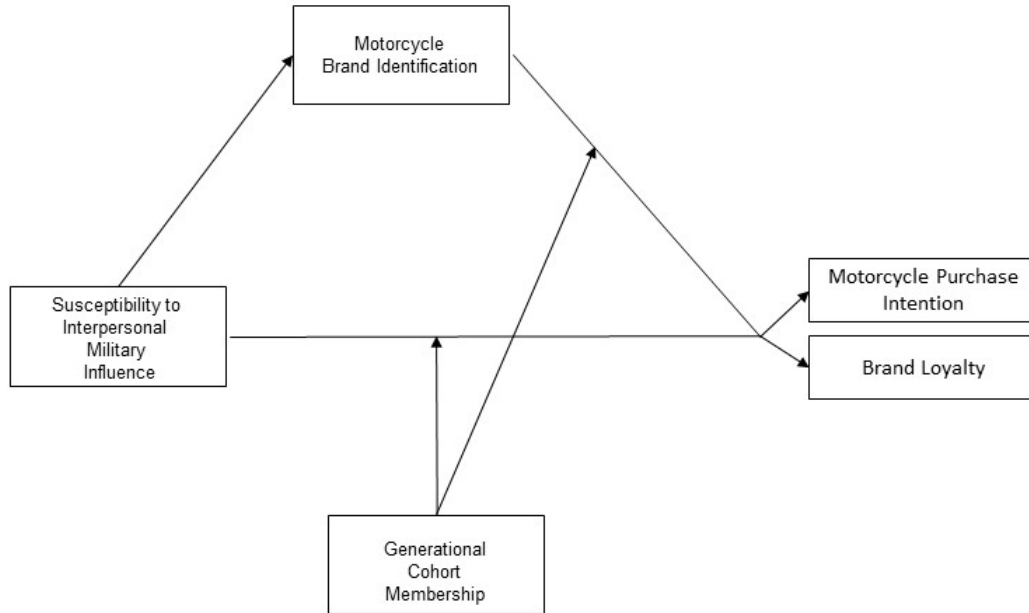 Motorcycle
Brand Identification
Susceptibility to
Interpersonal
Military
Influence
Motorcycle Purchase
Intention
Brand Loyalty
Generational
Cohort
Membership